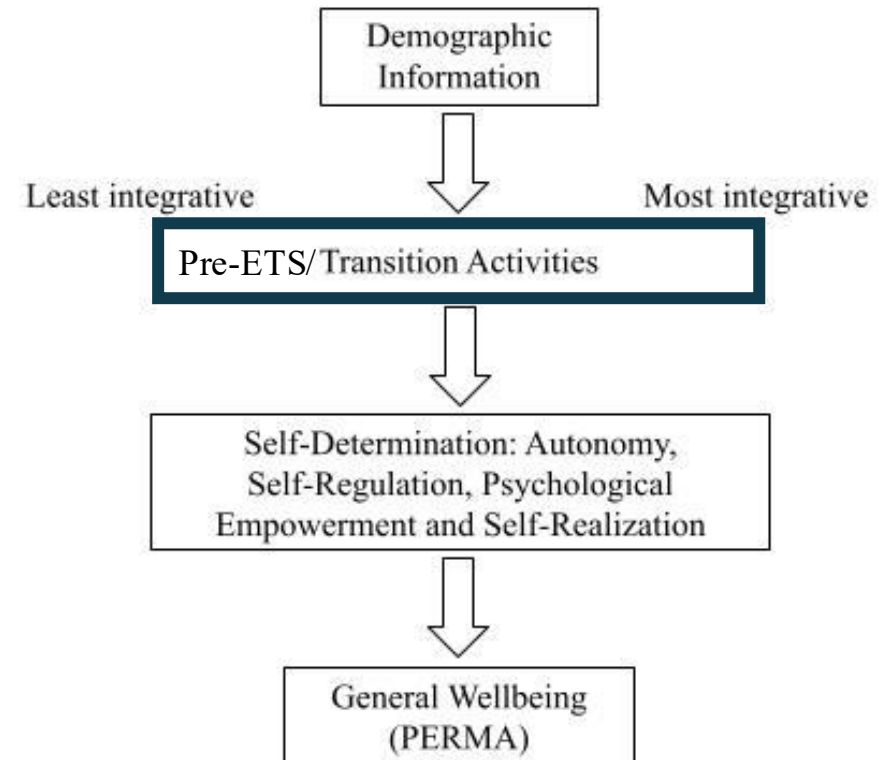 Demographic
Information
Least integrative
Most integrative
Pre-ETS/Transition Activities
Self-Determination: Autonomy,
Self-Regulation, Psychological
Empowerment and Self-Realization
General Wellbeing
(PERMA)